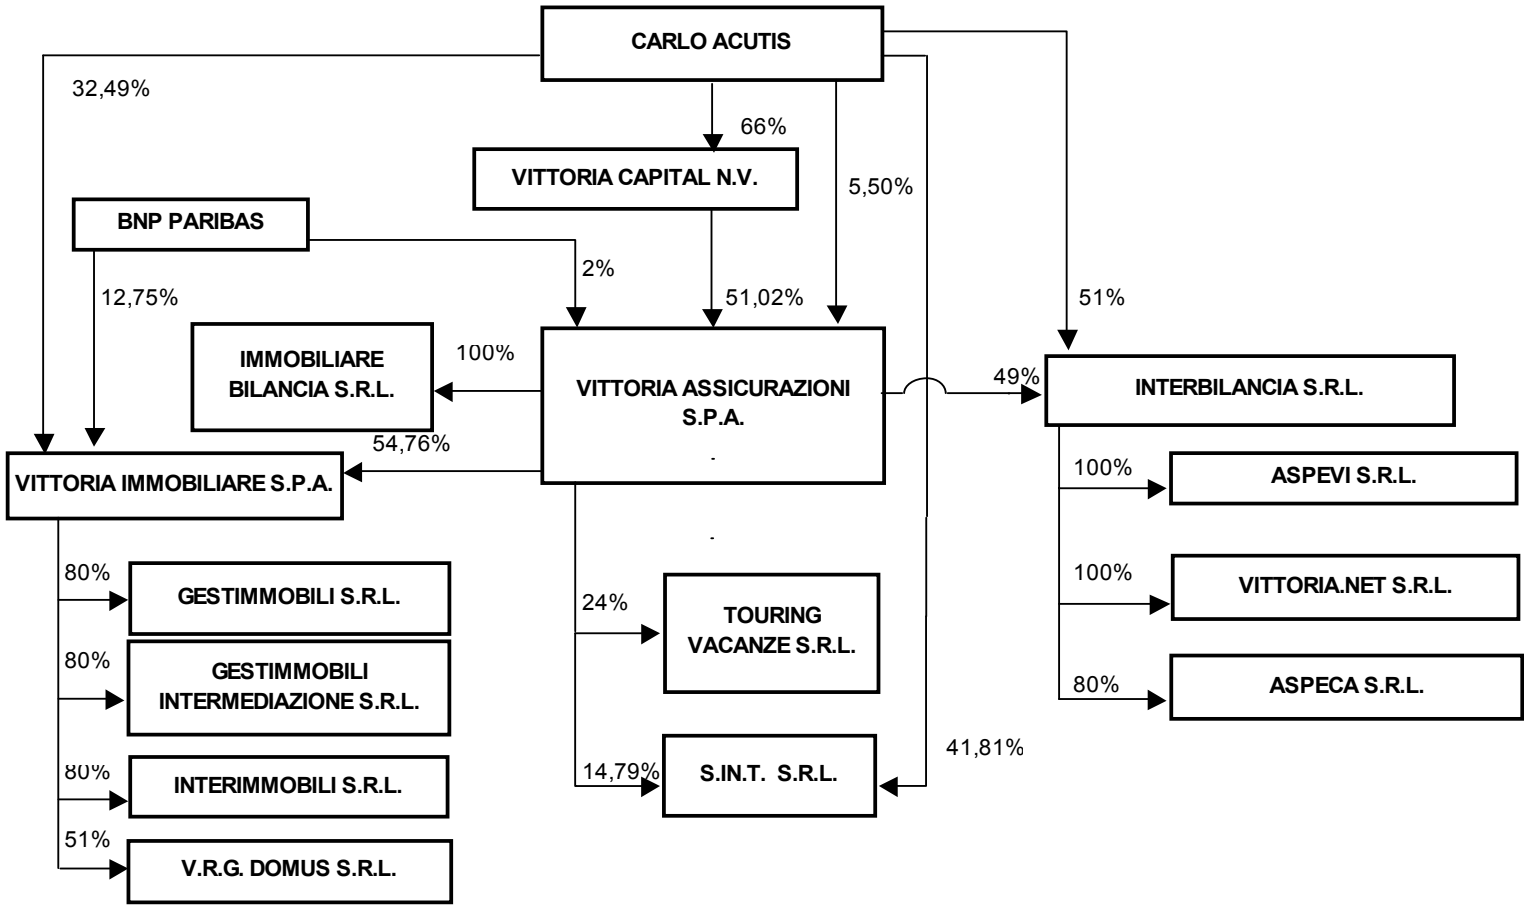 CARLO ACUTIS
32,49%
66%
VITTORIA CAPITAL N.V.
5,50%
BNP PARIBAS
2%
12,75%
51,02%
51%
IMMOBILIARE
BILANCIA S.R.L.
100%
VITTORIA ASSICURAZIONI
S.P.A.
49%
INTERBILANCIA S.R.L.
54,76%
VITTORIA IMMOBILIARE S.P.A.
100%
ASPEVI S.R.L.
80%
GESTIMMOBILI S.R.L.
24%
TOURING
VACANZE S.R.L.
100%
VITTORIA.NET S.R.L.
80%
GESTIMMOBILI
INTERMEDIAZIONE S.R.L.
80%
ASPECA S.R.L.
80%
INTERIMMOBILI S.R.L.
14,79%
S.IN.T. S.R.L.
41,81%
51%
V.R.G. DOMUS S.R.L.